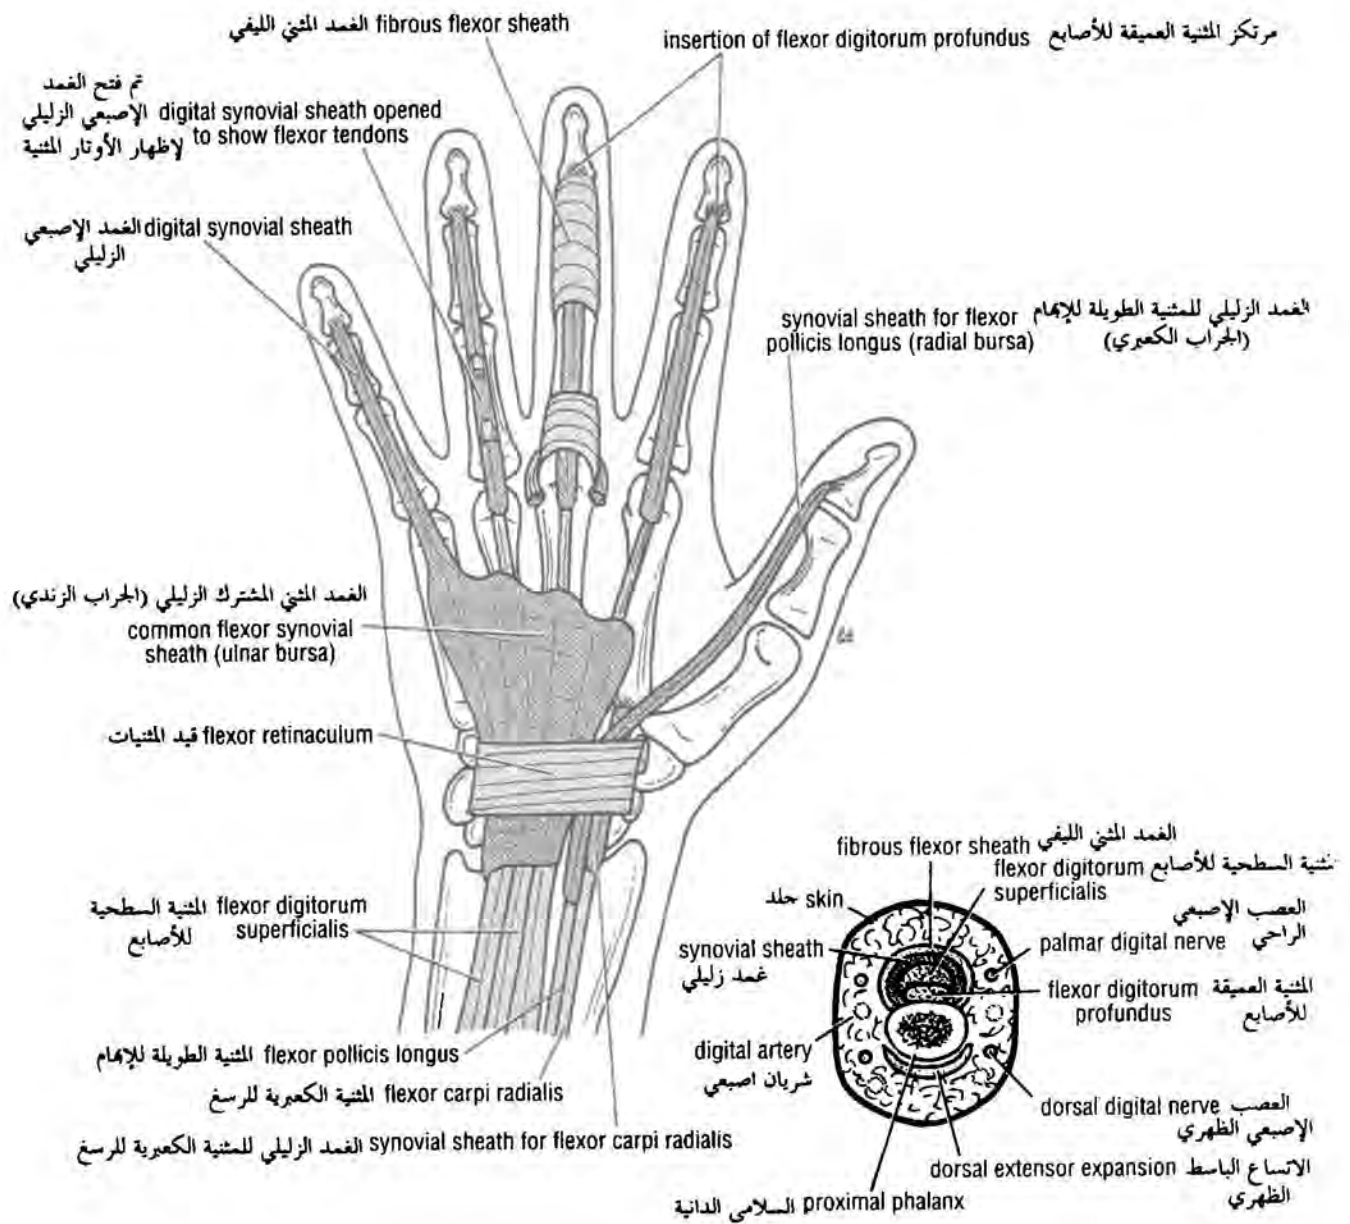 الغمد المثني الليفي fibrous flexor sheath
insertion of flexor digitorum profundus مرتكز المثنية العميقة للأصابع
تم فتح الغمد
الإصبعي الزليلي digital synovial sheath opened
لإظهار الأوتار المثنية to show flexor tendons
الغمد الإصبعي digital synovial sheath
الزليلي
synovial sheath for flexor الغمد الزليلي للمثنية الطويلة للإبهام
pollicis longus (radial bursa) (الجراب الكعبري)
الغمد المثني المشترك الزليلي (الجراب الزندي)
common flexor synovial
sheath (ulnar bursa)
قيد المثنيات flexor retinaculum
المثنية السطحية flexor digitorum
للأصابع superficialis
المثنية الطويلة للإبهام flexor pollicis longus
المثنية الكعبرية للرسغ flexor carpi radialis
الغمد الزليلي للمثنية الكعبرية للرسغ synovial sheath for flexor carpi radialis
الغمد المثني الليفي
fibrous flexor sheath
flexor digitorum مثنية السطحية للأصابع
superficialis
جلد skin
العصب الإصبعي
الراحي
palmar digital nerve
synovial sheath
غمد زليلي
flexor digitorum المثنية العميقة
profundus للأصابع
digital artery
شريان اصبعي
dorsal digital nerve العصب
الإصبعي الظهري
dorsal extensor expansion الاتساع الباسط
الظهري
السلامى الدانية proximal phalanx